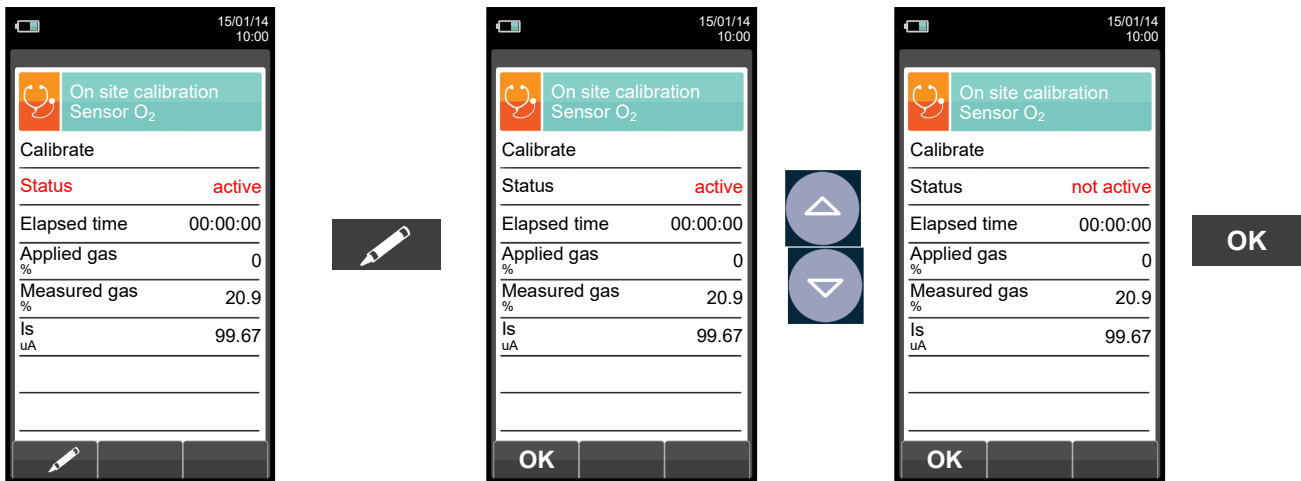 15/01/14
10:00
On site calibration
Sensor O₂
Calibrate
Status active
Elapsed time 00:00:00
Applied gas 0
%
Measured gas 20.9
%
Is 99.67
uA
15/01/14
10:00
On site calibration
Sensor O₂
Calibrate
Status active
Elapsed time 00:00:00
Applied gas 0
%
Measured gas 20.9
%
Is 99.67
uA
OK
15/01/14
10:00
On site calibration
Sensor O₂
Calibrate
Status not active
Elapsed time 00:00:00
Applied gas 0
%
Measured gas 20.9
%
Is 99.67
uA
OK
OK